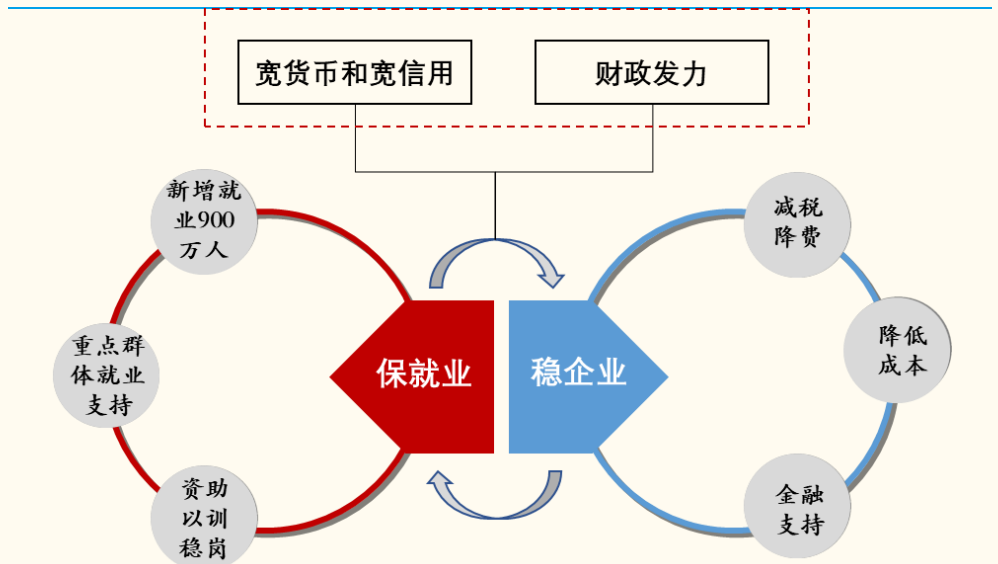 宽货币和宽信用
财政发力
新增就
业900
万人
重点群
体就业
支持
资助
以训
稳岗
保就业
稳企业
减税
降费
降低
成本
金融
支持